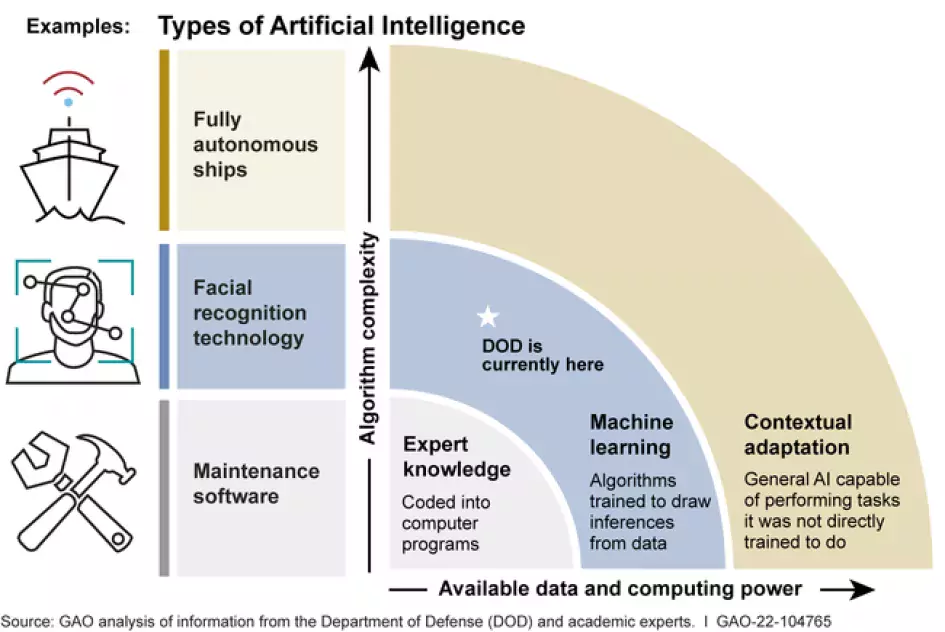 Examples:
Types of Artificial Intelligence
Fully
autonomous
ships
Facial
recognition
technology
Maintenance
software
Algorithm complexity
DOD is
currently here
Expert
knowledge
Coded into
computer
programs
Machine
learning
Algorithms
trained to draw
inferences
from data
Contextual
adaptation
General AI capable
of performing tasks
it was not directly
trained to do
Available data and computing power
Source: GAO analysis of information from the Department of Defense (DOD) and academic experts. I GAO-22-104765